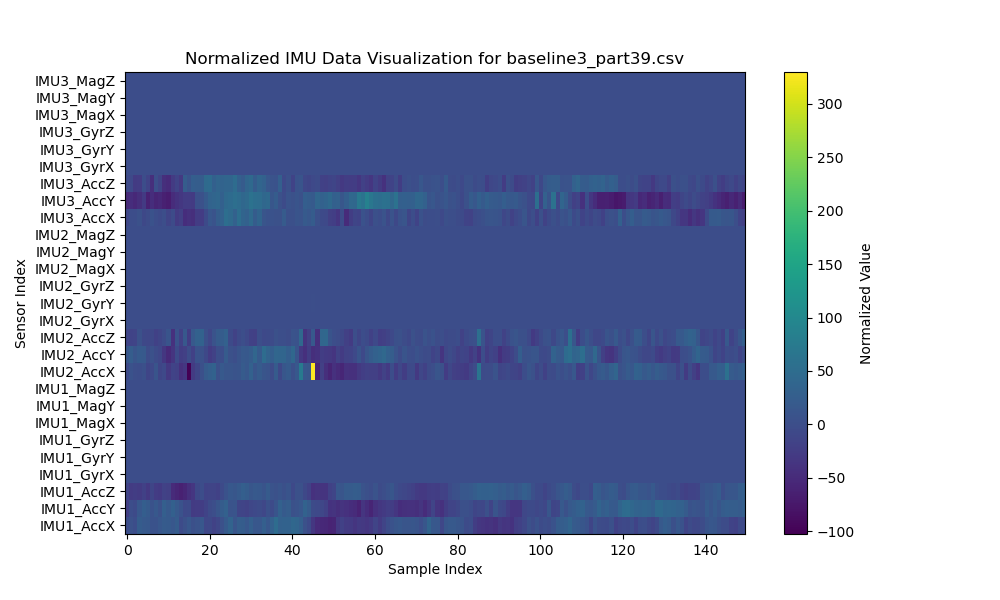 Normalized IMU Data Visualization for baseline3_part39.csv
IMU3_MagZ
IMU3_MagY
IMU3_MagX
IMU3_GyrZ
IMU3_GyrY
IMU3_GyrX
IMU3_AccZ
IMU3_AccY
IMU3_AccX
IMU2_MagZ
IMU2_MagY
IMU2_MagX
IMU2_GyrZ
IMU2_GyrY
IMU2_GyrX
IMU2_AccZ
IMU2_AccY
IMU2_AccX
IMU1_MagZ
IMU1_MagY
IMU1_MagX
IMU1_GyrZ
IMU1_GyrY
IMU1_GyrX
IMU1_AccZ
IMU1_AccY
IMU1_AccX
Sensor Index
0 20 40 60 80 100 120 140
Sample Index
300
250
200
150
100
50
0
−50
−100
Normalized Value